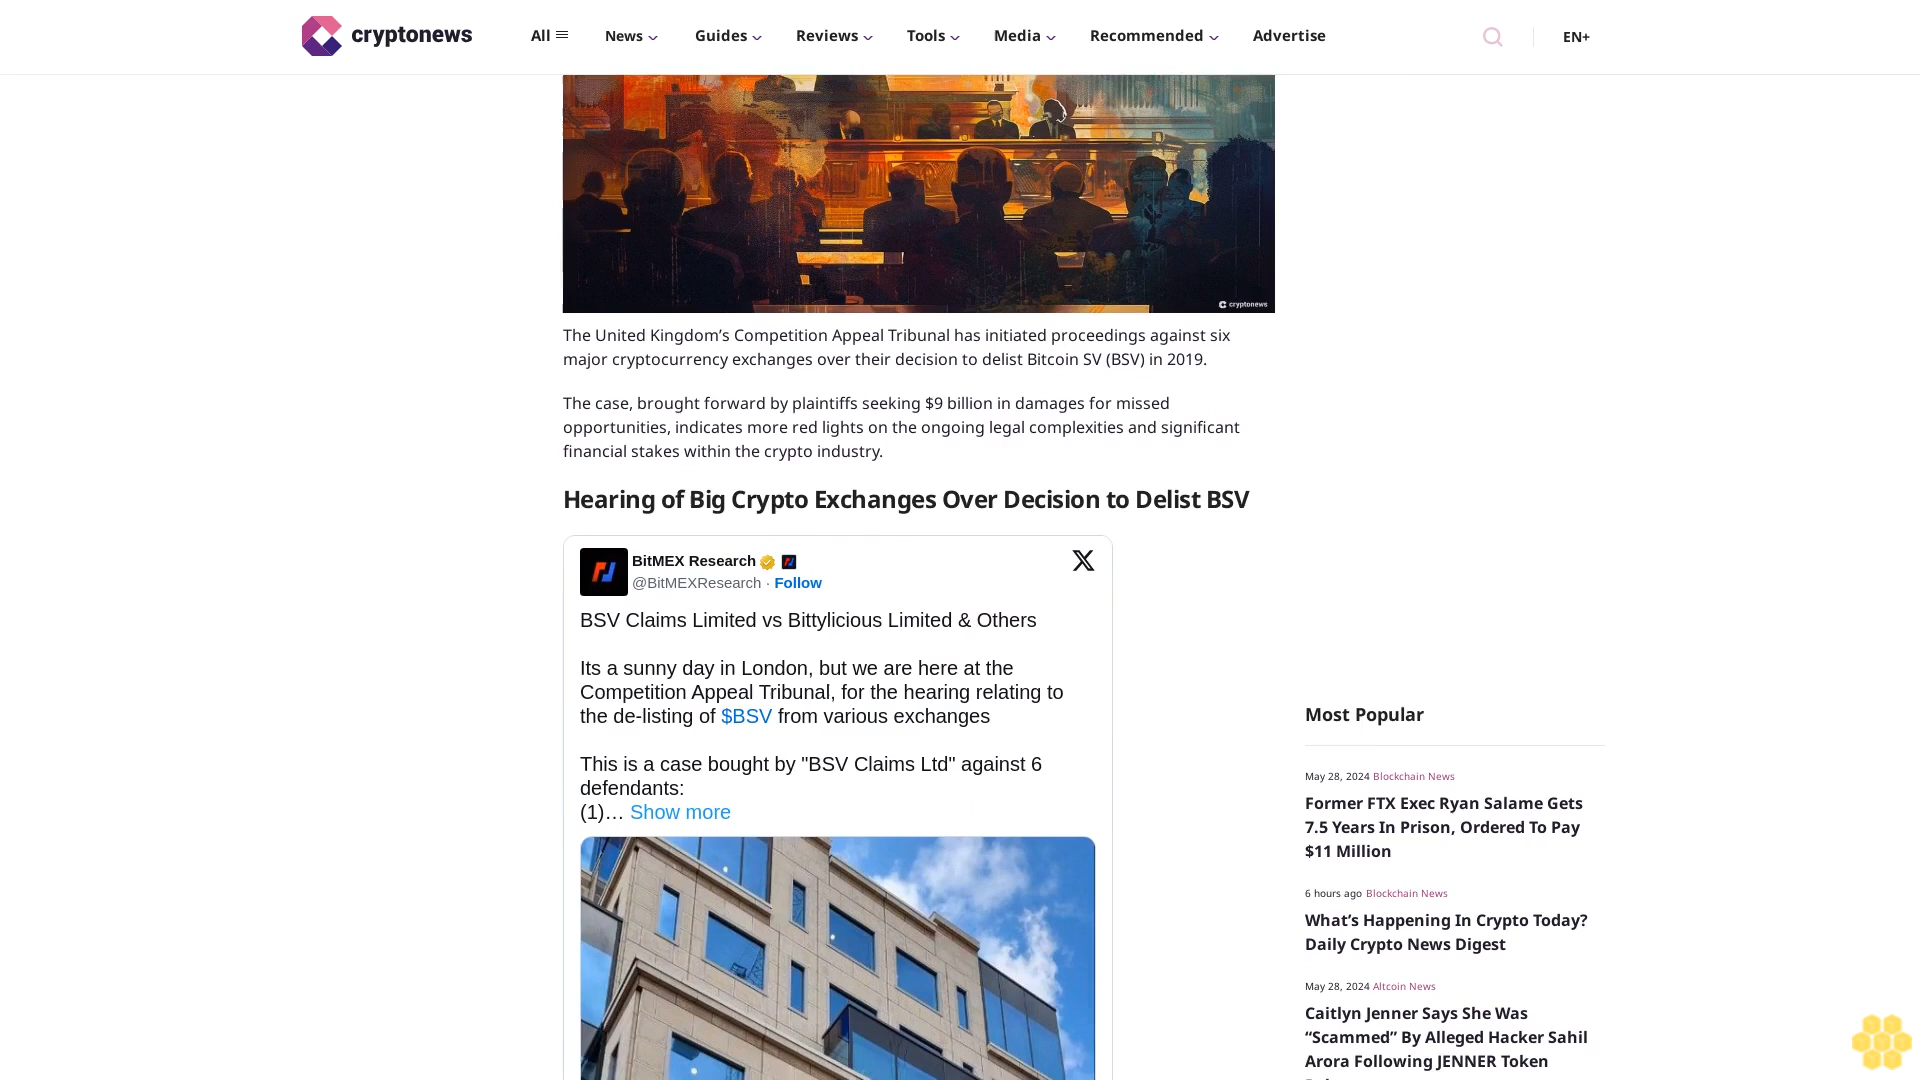 cryptonews
All
News
Guides
Reviews
Tools
Media
Recommended
Advertise
EN+
cryptonews
The United Kingdom’s Competition Appeal Tribunal has initiated proceedings against six
major cryptocurrency exchanges over their decision to delist Bitcoin SV (BSV) in 2019.
The case, brought forward by plaintiffs seeking $9 billion in damages for missed
opportunities, indicates more red lights on the ongoing legal complexities and significant
financial stakes within the crypto industry.
Hearing of Big Crypto Exchanges Over Decision to Delist BSV
BitMEX Research
@BitMEXResearch · Follow
BSV Claims Limited vs Bittylicious Limited & Others
Its a sunny day in London, but we are here at the
Competition Appeal Tribunal, for the hearing relating to
the de-listing of $BSV from various exchanges
This is a case bought by "BSV Claims Ltd" against 6
defendants:
(1)… Show more
Most Popular
May 28, 2024 Blockchain News
Former FTX Exec Ryan Salame Gets
7.5 Years In Prison, Ordered To Pay
$11 Million
6 hours ago Blockchain News
What’s Happening In Crypto Today?
Daily Crypto News Digest
May 28, 2024 Altcoin News
Caitlyn Jenner Says She Was
“Scammed” By Alleged Hacker Sahil
Arora Following JENNER Token